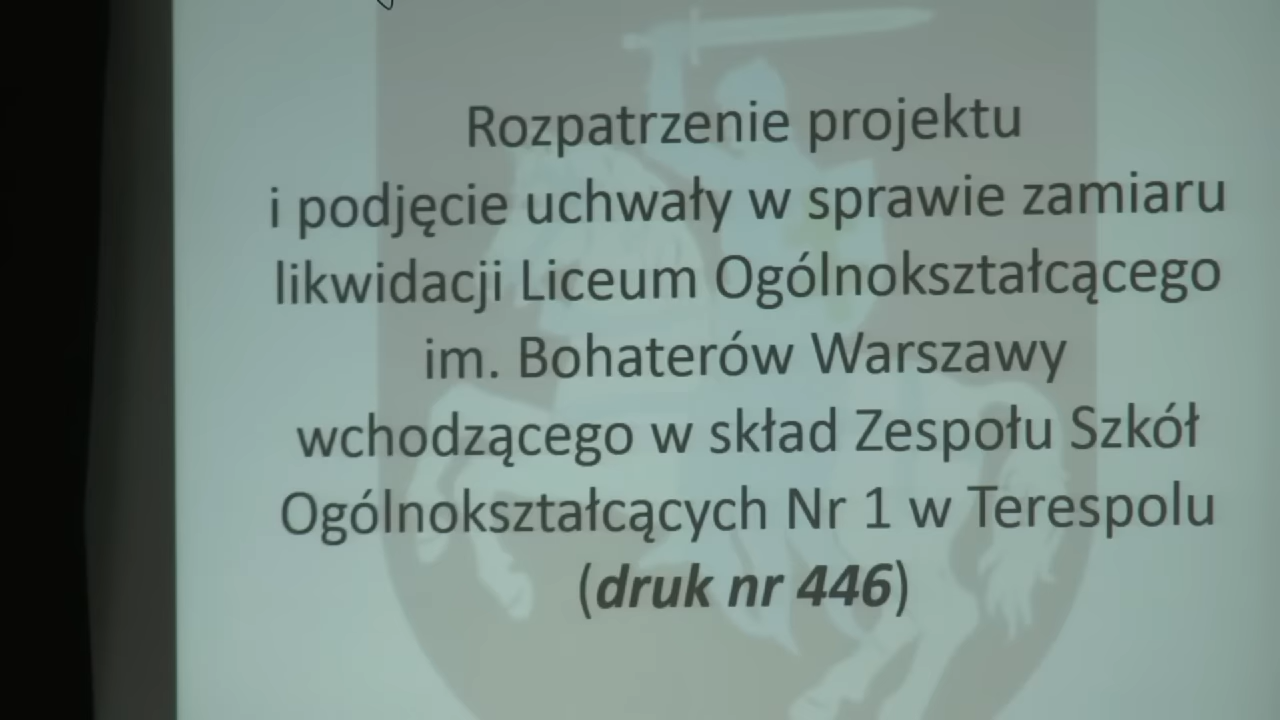 Rozpatrzenie projektu
i podjęcie uchwały w sprawie zamiaru
likwidacji Liceum Ogólnokształcącego
im. Bohaterów Warszawy
wchodzącego w skład Zespołu Szkół
Ogólnokształcących Nr 1 w Terespolu
(druk nr 446)